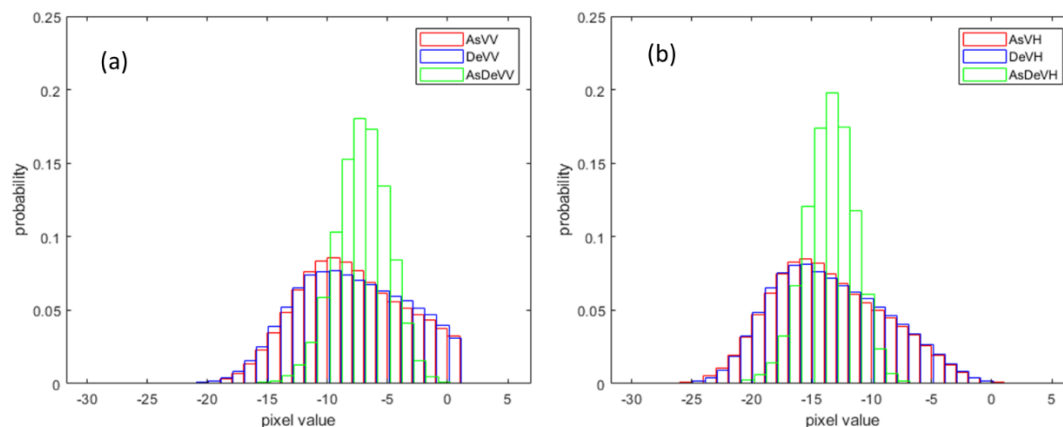 (a)
AsVV
DeVV
AsDeVV
0.25
0.2
0.15
0.1
0.05
0
probability
-30 -25 -20 -15 -10 -5 0 5
pixel value
(b)
AsVH
DeVH
AsDeVH
0.25
0.2
0.15
0.1
0.05
0
probability
-30 -25 -20 -15 -10 -5 0 5
pixel value